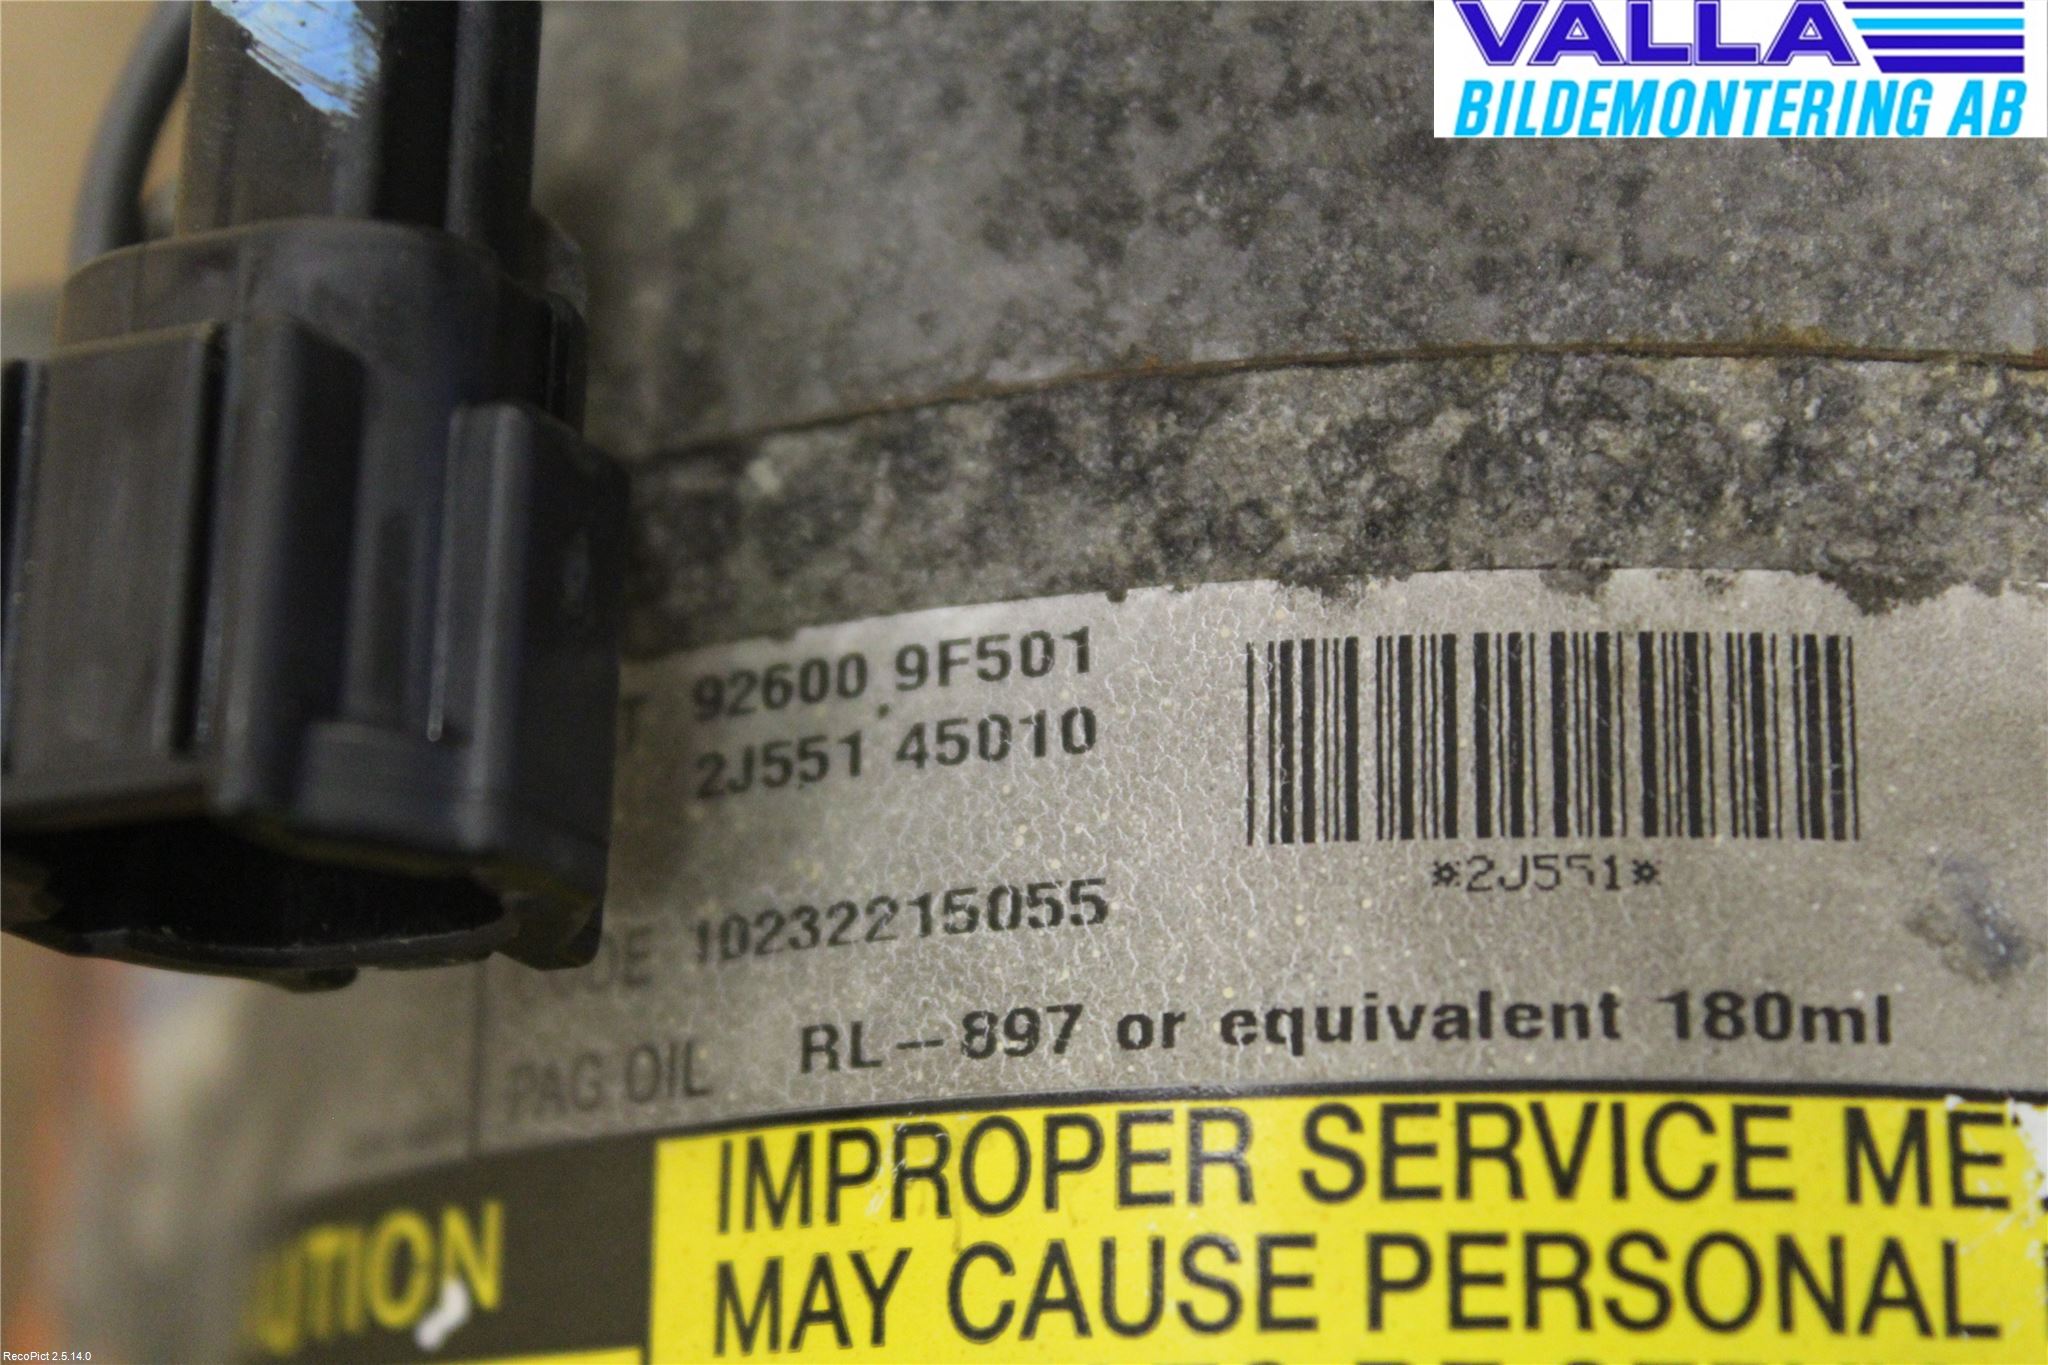 VALLA
BILDEMONTERING AB
92600 9F501
2J551 45010
*2J551*
10232215055
PAG OIL RL-897 or equivalent 180ml
IMPROPER SERVICE
MAY CAUSE PERSONAL
RecoPict 2.5.14.0